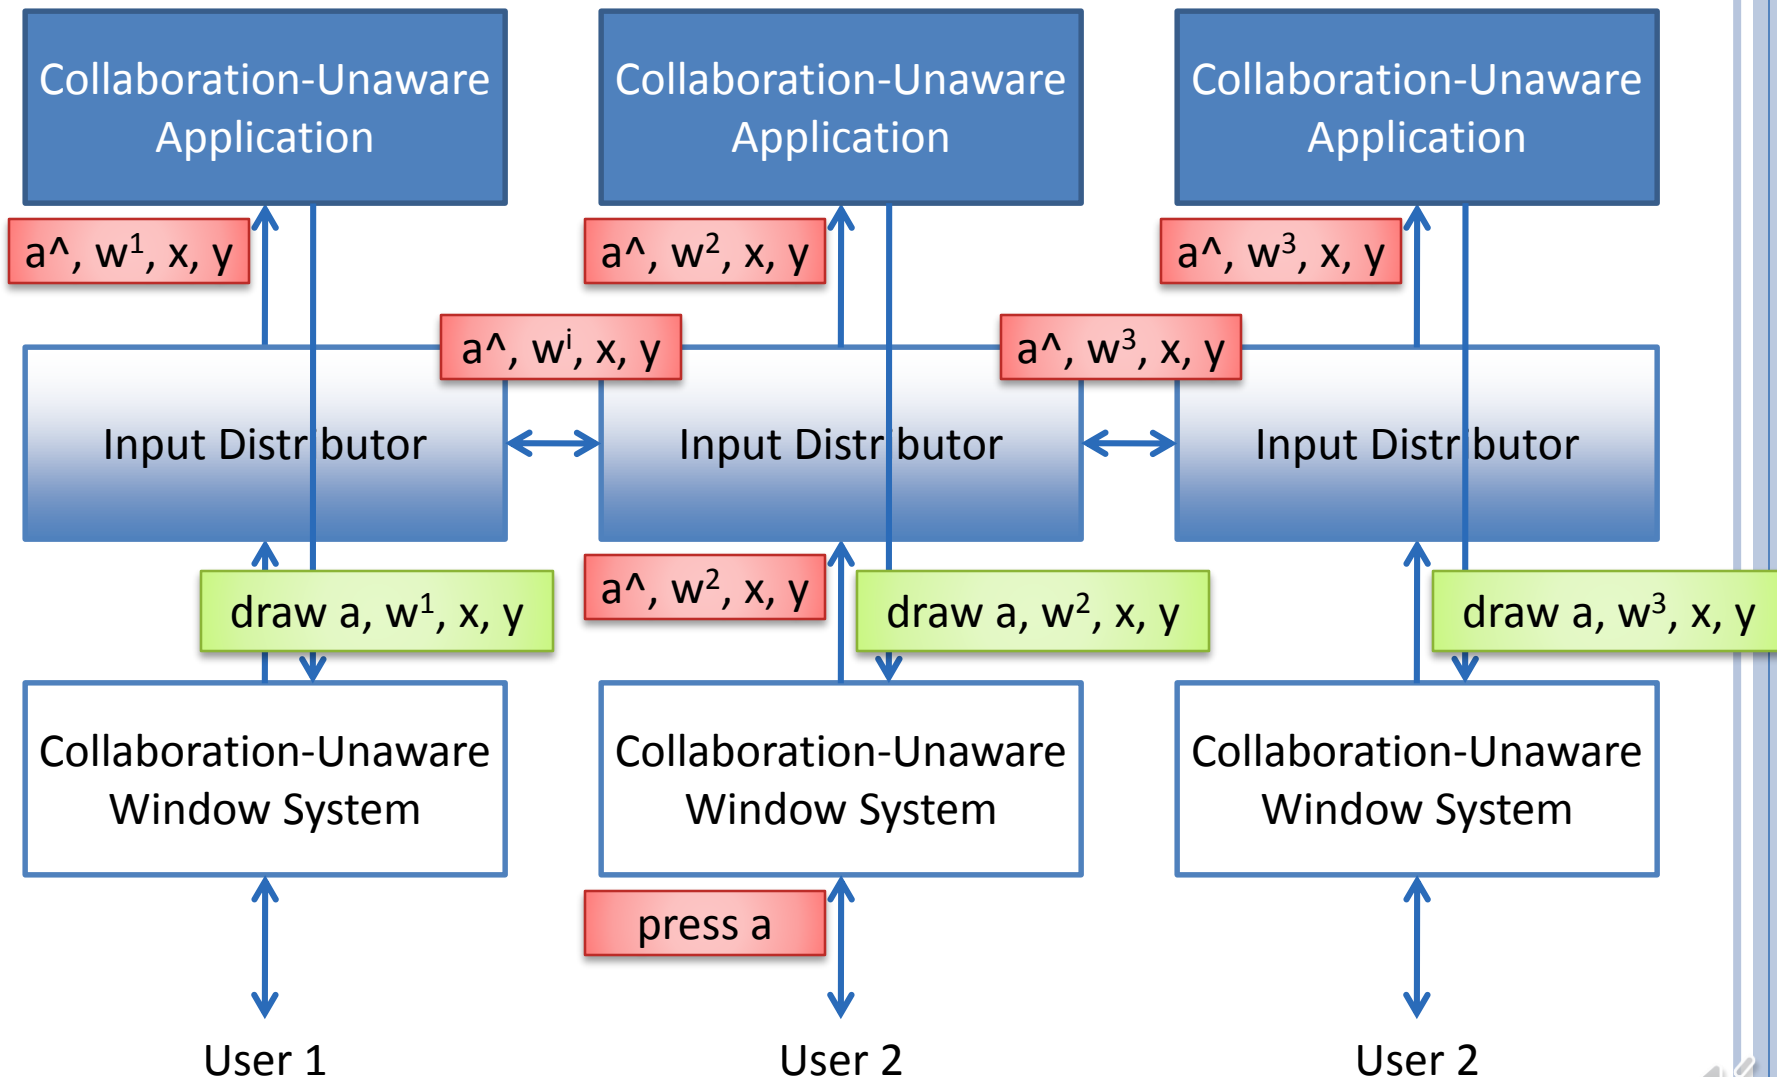 Collaboration-Unaware
Application
Collaboration-Unaware
Application
Collaboration-Unaware
Application
a^, w¹, x, y
a^, w², x, y
a^, w³, x, y
a^, wⁱ, x, y
a^, w³, x, y
Input Distributor
Input Distributor
Input Distributor
a^, w², x, y
draw a, w¹, x, y
draw a, w², x, y
draw a, w³, x, y
Collaboration-Unaware
Window System
Collaboration-Unaware
Window System
Collaboration-Unaware
Window System
press a
User 1
User 2
User 2